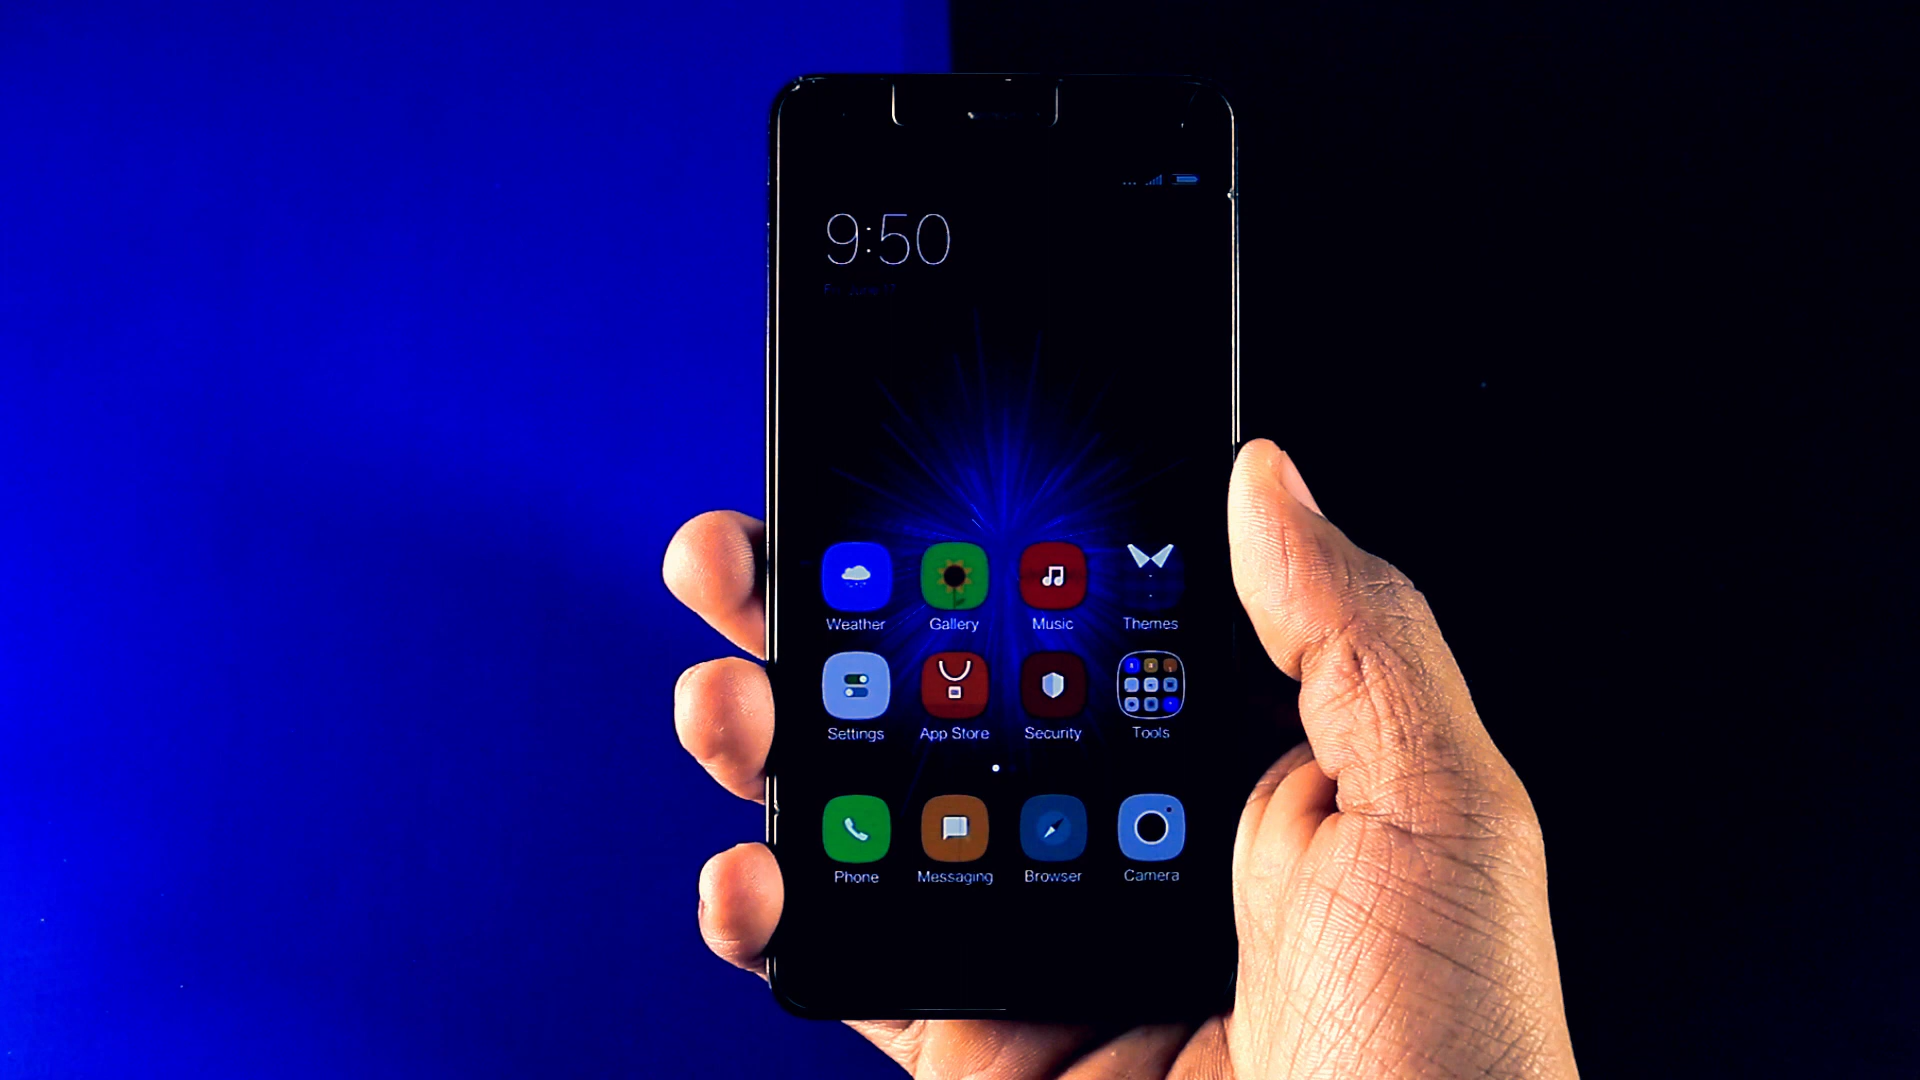 9:50
Weather Gallery Music Themes
Settings App Store Security Tools
Phone Messaging Browser Camera